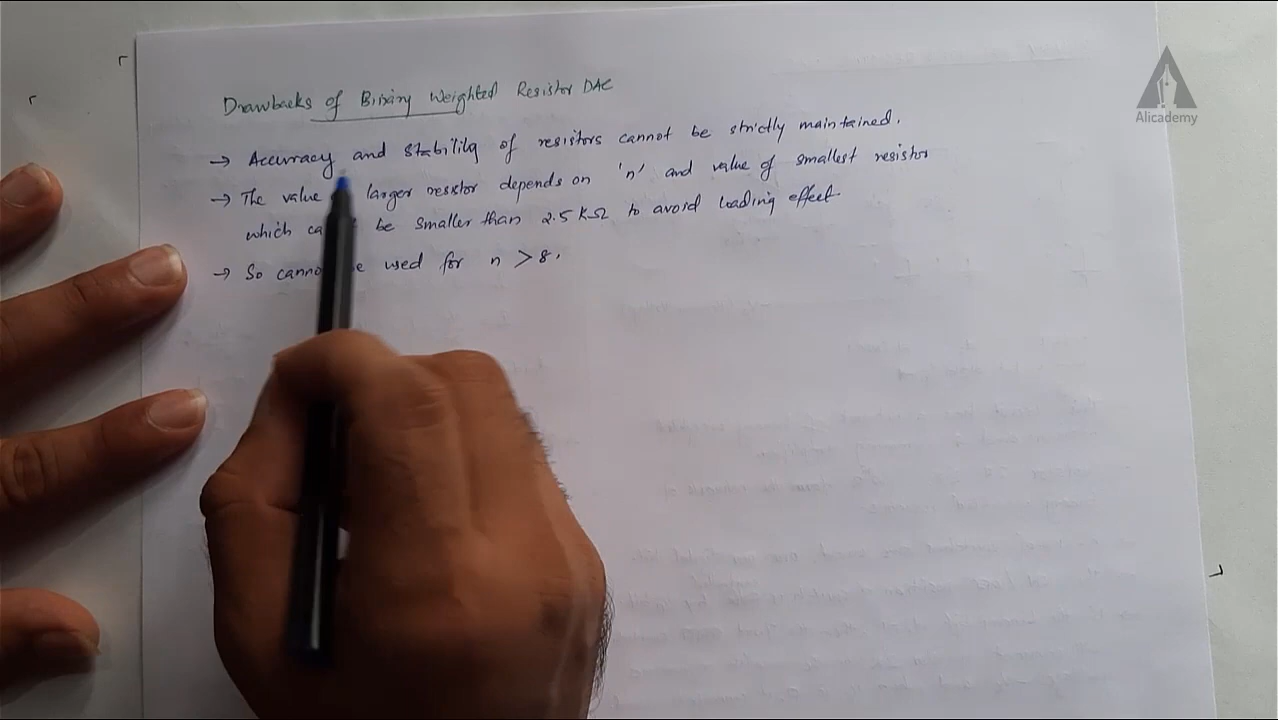 Drawbacks of Binary Weighted Resistor DAC
→ Accuracy and stability of resistors cannot be strictly maintained.
→ The value larger resistor depends on 'n' and value of smallest resistor
which be smaller than 2.5 KΩ to avoid loading effect
→ So used for n > 8.
Alicademy